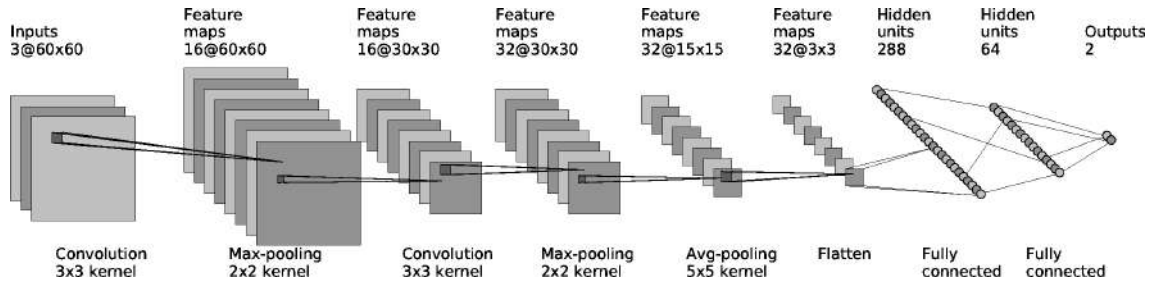 Inputs
3@60x60
Feature
maps
16@60x60
Feature
maps
16@30x30
Feature
maps
32@30x30
Feature
maps
32@15x15
Feature
maps
32@3x3
Hidden
units
288
Hidden
units
64
Outputs
2
Convolution
3x3 kernel
Max-pooling
2x2 kernel
Convolution
3x3 kernel
Max-pooling
2x2 kernel
Avg-pooling
5x5 kernel
Flatten
Fully
connected
Fully
connected